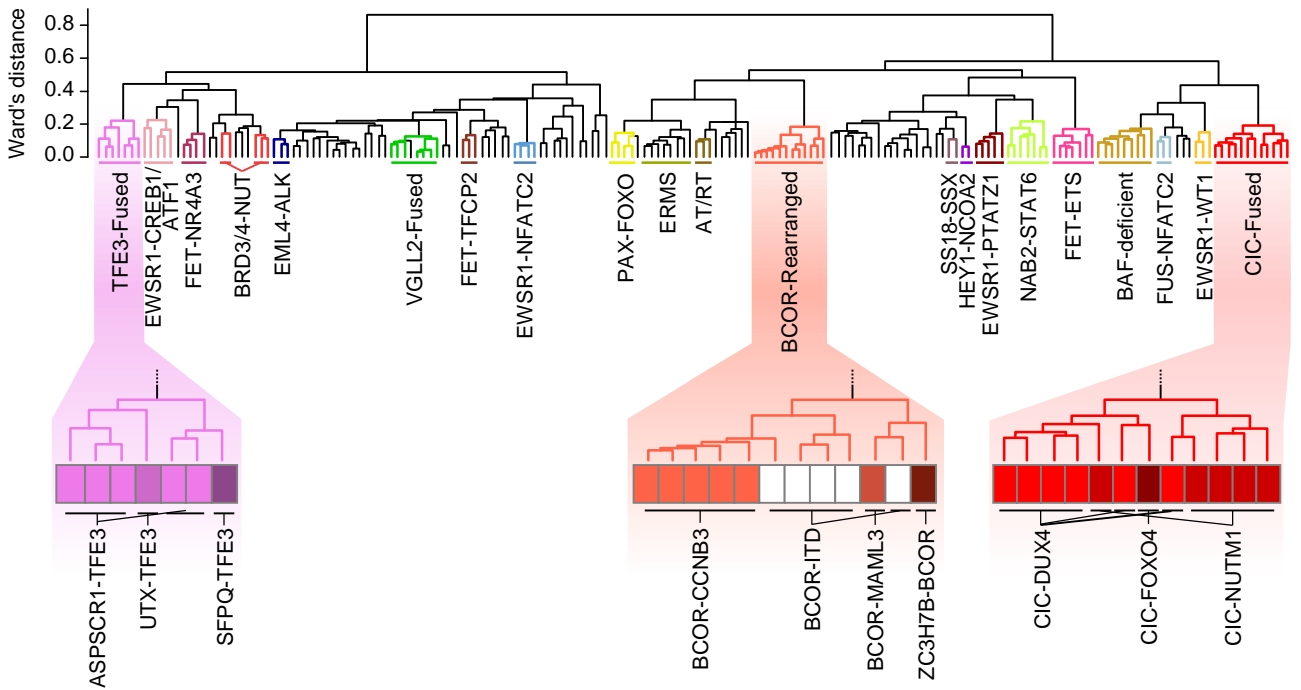 Ward's distance
0.8
0.6
0.4
0.2
0.0
TFE3-Fused
EWSR1-CREB1/
ATF1
FET-NR4A3
BRD3/4-NUT
EML4-ALK
VGLL2-Fused
FET-TFCP2
EWSR1-NFATC2
PAX-FOXO
ERMS
AT/RT
BCOR-Rearranged
SS18-SSX
HEY1-NCOA2
EWSR1-PTATZ1
NAB2-STAT6
FET-ETS
BAF-deficient
FUS-NFATC2
EWSR1-WT1
CIC-Fused
ASPSCR1-TFE3
UTX-TFE3
SFPQ-TFE3
BCOR-CCNB3
BCOR-ITD
BCOR-MAML3
ZC3H7B-BCOR
CIC-DUX4
CIC-FOXO4
CIC-NUTM1